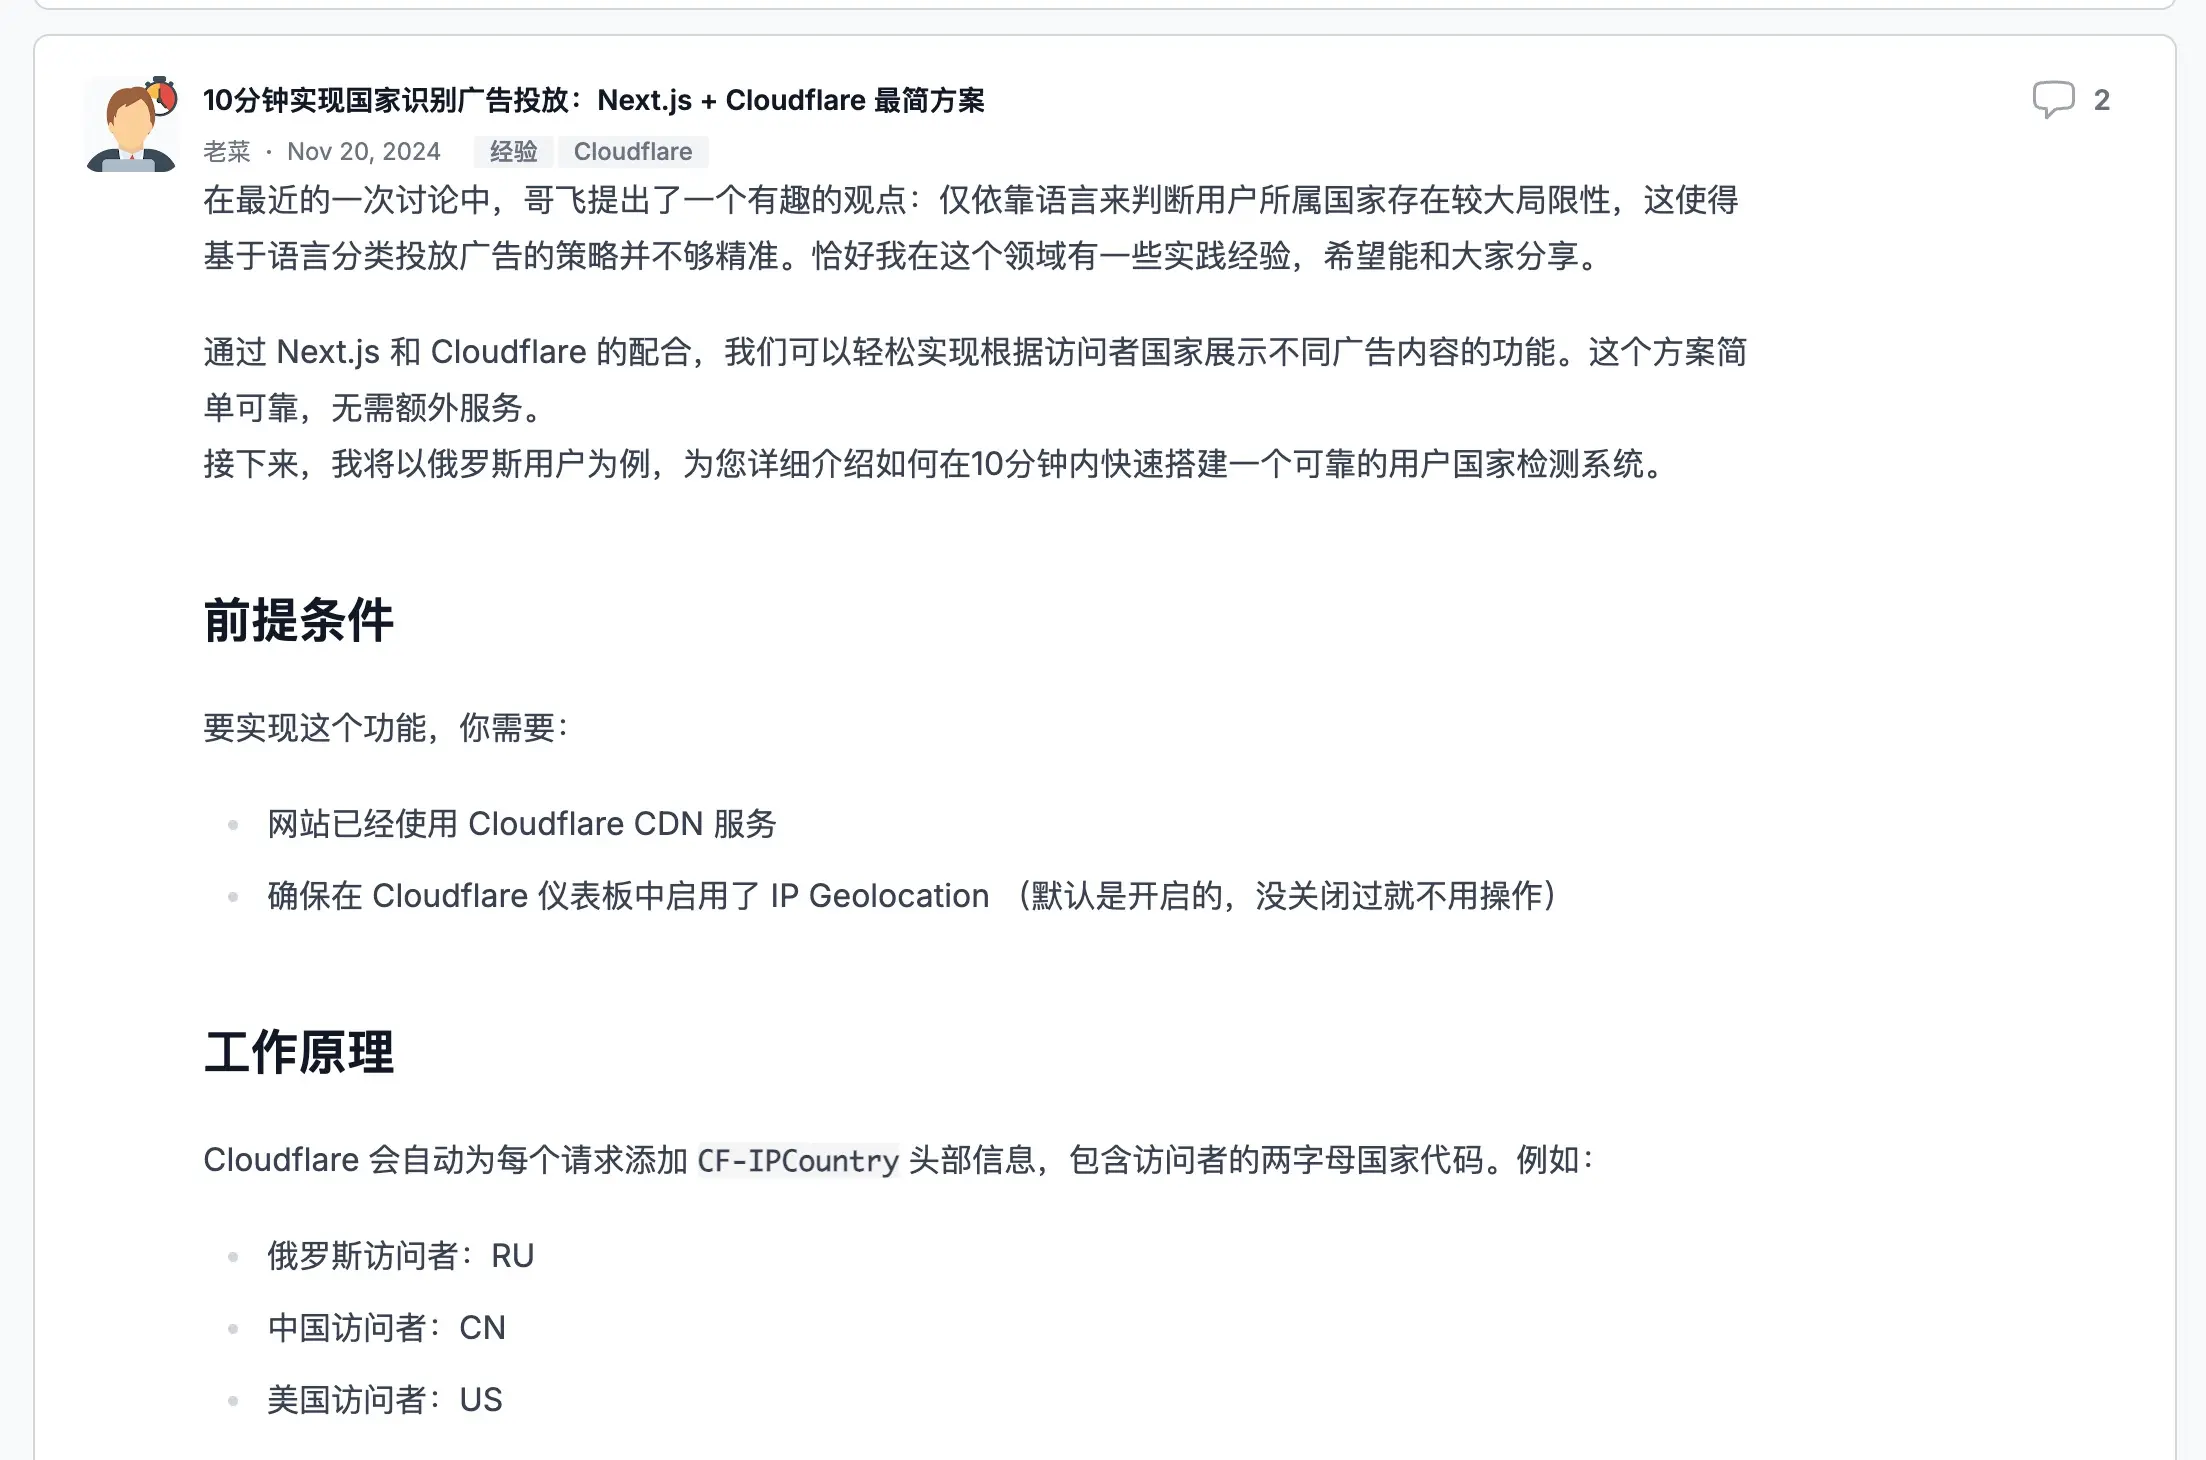 10分钟实现国家识别广告投放：Next.js + Cloudflare 最简方案
2
老菜 · Nov 20, 2024 经验 Cloudflare
在最近的一次讨论中，哥飞提出了一个有趣的观点：仅依靠语言来判断用户所属国家存在较大局限性，这使得
基于语言分类投放广告的策略并不够精准。恰好我在这个领域有一些实践经验，希望能和大家分享。
通过 Next.js 和 Cloudflare 的配合，我们可以轻松实现根据访问者国家展示不同广告内容的功能。这个方案简
单可靠，无需额外服务。
接下来，我将以俄罗斯用户为例，为您详细介绍如何在10分钟内快速搭建一个可靠的用户国家检测系统。
前提条件
要实现这个功能，你需要：
• 网站已经使用 Cloudflare CDN 服务
• 确保在 Cloudflare 仪表板中启用了 IP Geolocation （默认是开启的，没关闭过就不用操作）
工作原理
Cloudflare 会自动为每个请求添加 CF-IPCountry 头部信息，包含访问者的两字母国家代码。例如：
• 俄罗斯访问者：RU
• 中国访问者：CN
• 美国访问者：US